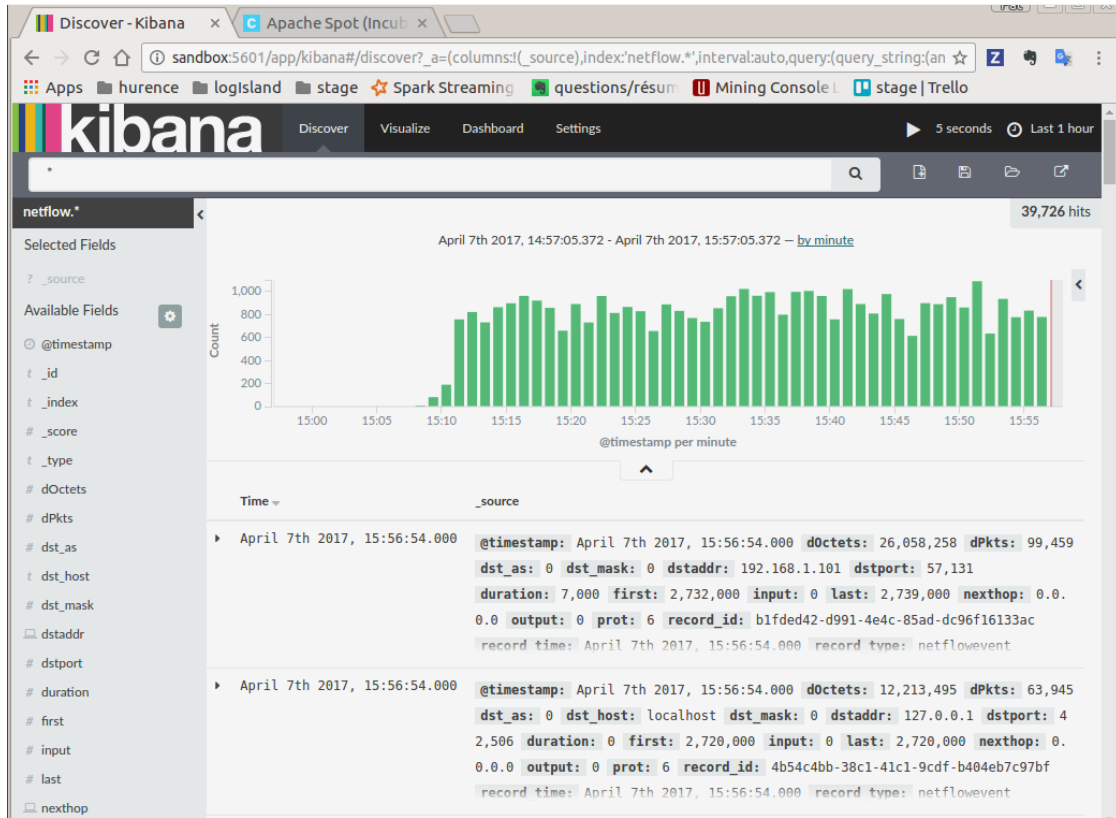 Discover - Kibana × Apache Spot (Incub ×
sandbox:5601/app/kibana#/discover?_a=(columns:!(_source),index:'netflow.*',interval:auto,query:(query_string:(an
Apps hurence logIsland stage Spark Streaming questions/résum Mining Console L stage | Trello
kibana Discover Visualize Dashboard Settings 5 seconds Last 1 hour
*
netflow.* 39,726 hits
Selected Fields
April 7th 2017, 14:57:05.372 - April 7th 2017, 15:57:05.372 — by minute
? _source
Available Fields
@timestamp
t _id
t _index
# _score
t _type
# dOctets
# dPkts
# dst_as
t dst_host
# dst_mask
dstaddr
# dstport
# duration
# first
# input
# last
nexthop
Count
1,000
800
600
400
200
0
15:00 15:05 15:10 15:15 15:20 15:25 15:30 15:35 15:40 15:45 15:50 15:55
@timestamp per minute
Time _source
April 7th 2017, 15:56:54.000 @timestamp: April 7th 2017, 15:56:54.000 dOctets: 26,058,258 dPkts: 99,459
dst_as: 0 dst_mask: 0 dstaddr: 192.168.1.101 dstport: 57,131
duration: 7,000 first: 2,732,000 input: 0 last: 2,739,000 nexthop: 0.0.
0.0 output: 0 prot: 6 record_id: b1fded42-d991-4e4c-85ad-dc96f16133ac
record_time: April 7th 2017, 15:56:54.000 record_type: netflowevent
April 7th 2017, 15:56:54.000 @timestamp: April 7th 2017, 15:56:54.000 dOctets: 12,213,495 dPkts: 63,945
dst_as: 0 dst_host: localhost dst_mask: 0 dstaddr: 127.0.0.1 dstport: 4
2,506 duration: 0 first: 2,720,000 input: 0 last: 2,720,000 nexthop: 0.
0.0.0 output: 0 prot: 6 record_id: 4b54c4bb-38c1-41c1-9cdf-b404eb7c97bf
record_time: April 7th 2017, 15:56:54.000 record_type: netflowevent